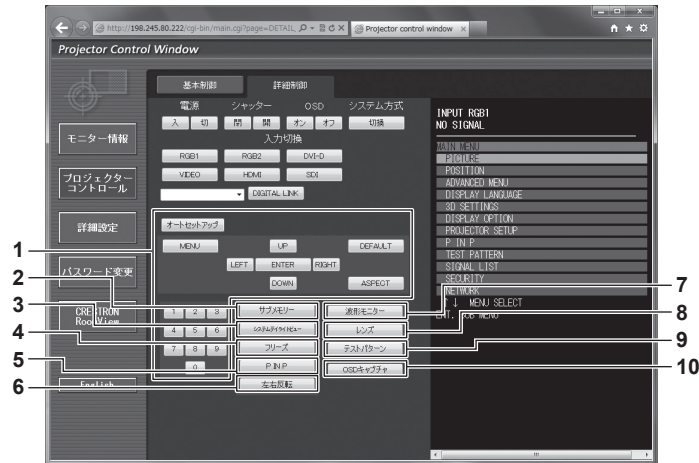 http://198.245.80.222/cgi-bin/main.cgi?page=DETAIL_
Projector control window
Projector Control Window
基本制御 詳細制御
電源 シャッター OSD システム方式
入 切 閉 開 オン オフ 切換
入力切換
RGB1 RGB2 DVI-D
VIDEO HDMI SDI
DIGITAL LINK
モニター情報
プロジェクター
コントロール
詳細設定
パスワード変更
CRESTRON
RoomView
English
オートセットアップ
MENU UP DEFAULT
LEFT ENTER RIGHT
DOWN ASPECT
1 2 3 サブメモリー 波形モニター
4 5 6 システムデイライトビュー レンズ
7 8 9 フリーズ テストパターン
0 P IN P OSDキャプチャ
左右反転
INPUT RGB1
NO SIGNAL
MAIN MENU
PICTURE
POSITION
ADVANCED MENU
DISPLAY LANGUAGE
3D SETTINGS
DISPLAY OPTION
PROJECTOR SETUP
P IN P
TEST PATTERN
SIGNAL LIST
SECURITY
NETWORK
↓ MENU SELECT
MENU
1
2
3
4
5
6
7
8
9
10